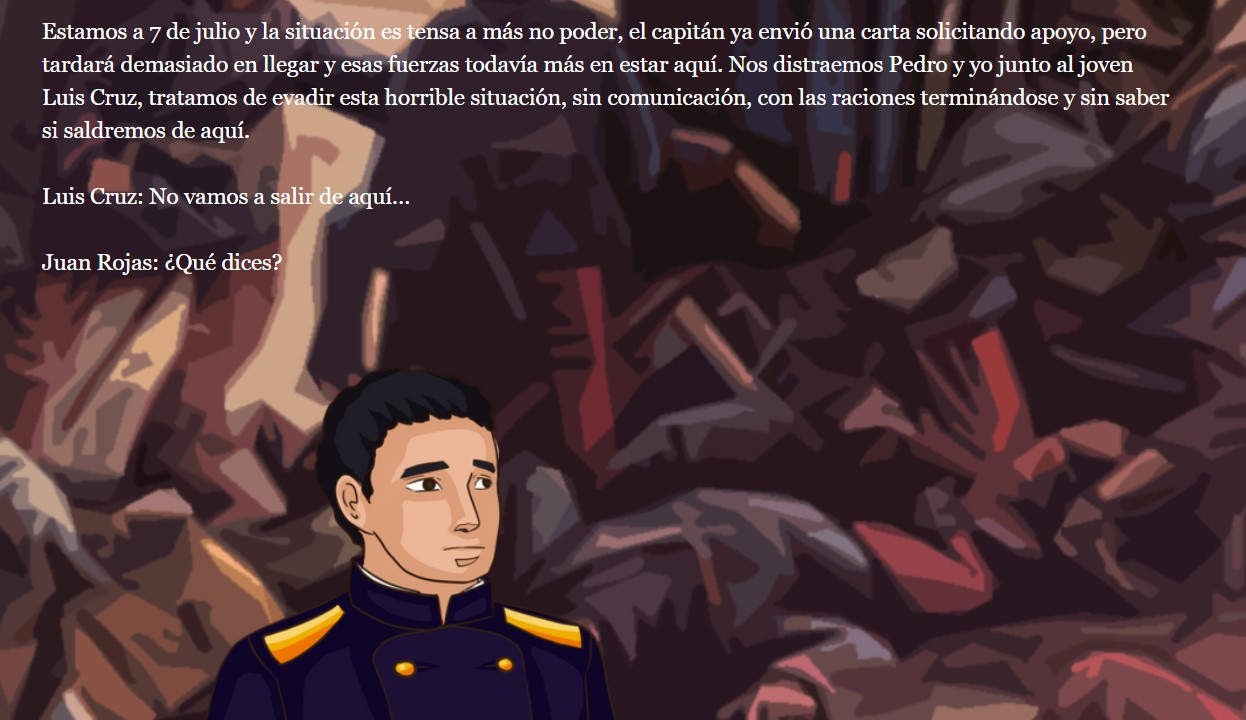 Estamos a 7 de julio y la situación es tensa a más no poder, el capitán ya envió una carta solicitando apoyo, pero
tardará demasiado en llegar y esas fuerzas todavía más en estar aquí. Nos distraemos Pedro y yo junto al joven
Luis Cruz, tratamos de evadir esta horrible situación, sin comunicación, con las raciones terminándose y sin saber
si saldremos de aquí.
Luis Cruz: No vamos a salir de aquí...
Juan Rojas: ¿Qué dices?